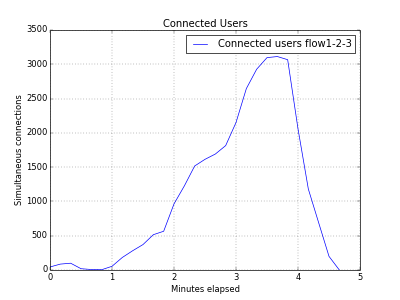 Connected Users
Connected users flow1-2-3
3500
3000
2500
2000
1500
1000
500
0
Simultaneous connections
0 1 2 3 4 5
Minutes elapsed